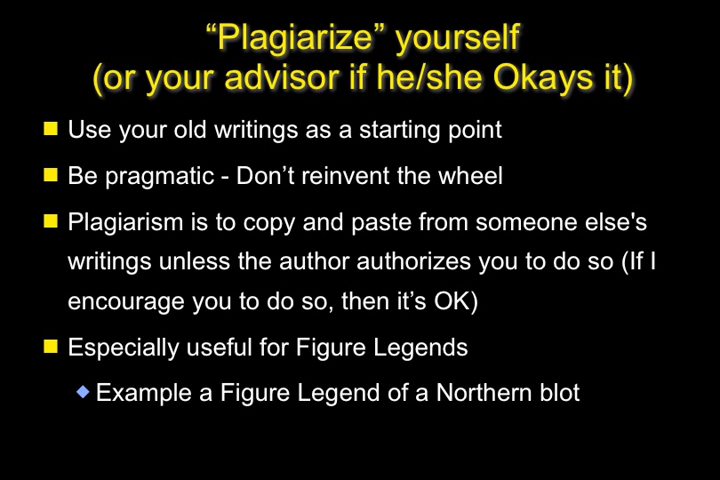 “Plagiarize” yourself
(or your advisor if he/she Okays it)
Use your old writings as a starting point
Be pragmatic - Don’t reinvent the wheel
Plagiarism is to copy and paste from someone else's
writings unless the author authorizes you to do so (If I
encourage you to do so, then it’s OK)
Especially useful for Figure Legends
Example a Figure Legend of a Northern blot